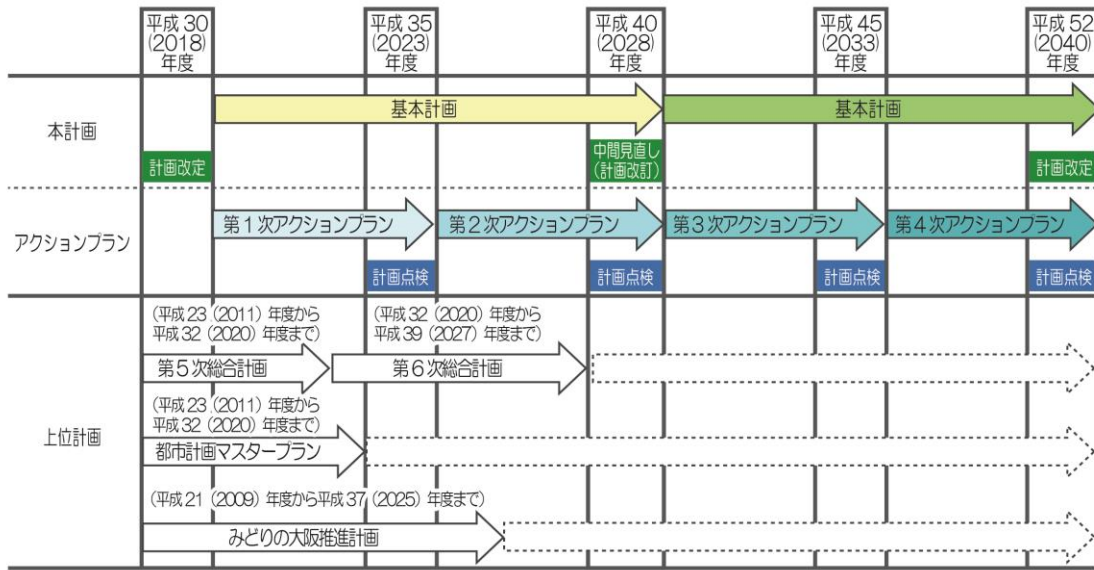 平成 30
(2018)
年度
平成 35
(2023)
年度
平成 40
(2028)
年度
平成 45
(2033)
年度
平成 52
(2040)
年度
本計画
基本計画
基本計画
計画改定
中間見直し
(計画改訂)
計画改定
アクションプラン
第1次アクションプラン
第2次アクションプラン
第3次アクションプラン
第4次アクションプラン
計画点検
計画点検
計画点検
計画点検
上位計画
(平成 23 (2011) 年度から
平成 32 (2020) 年度まで)
第5次総合計画
(平成 32 (2020) 年度から
平成 39 (2027) 年度まで)
第6次総合計画
(平成 23 (2011) 年度から
平成 32 (2020) 年度まで)
都市計画マスタープラン
(平成 21 (2009) 年度から平成 37 (2025) 年度まで)
みどりの大阪推進計画